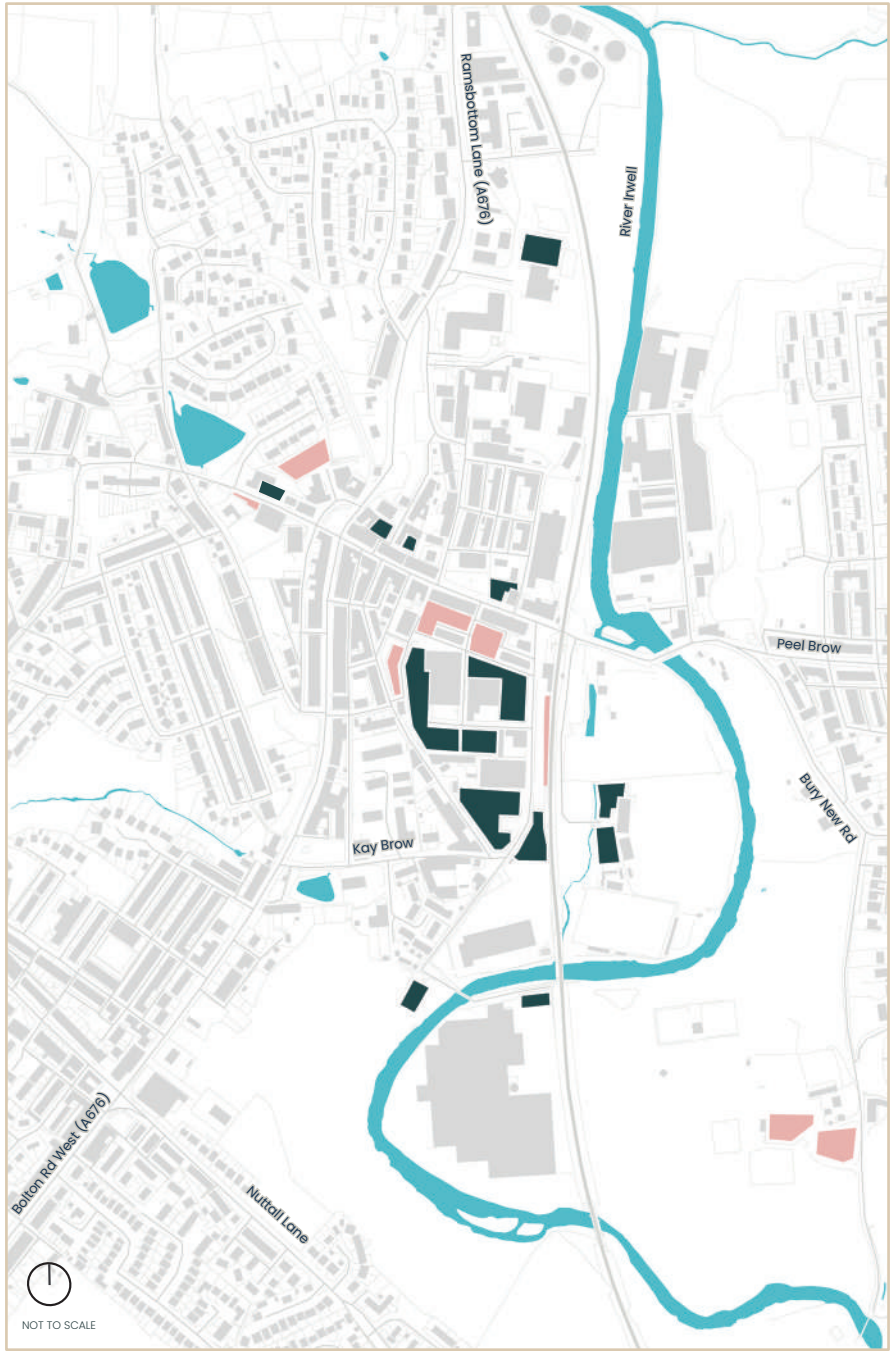 Ramsbottom Lane (A676)
River Irwell
Peel Brow
Bury New Rd
Kay Brow
Bolton Rd West (A676)
Nuttall Lane
NOT TO SCALE